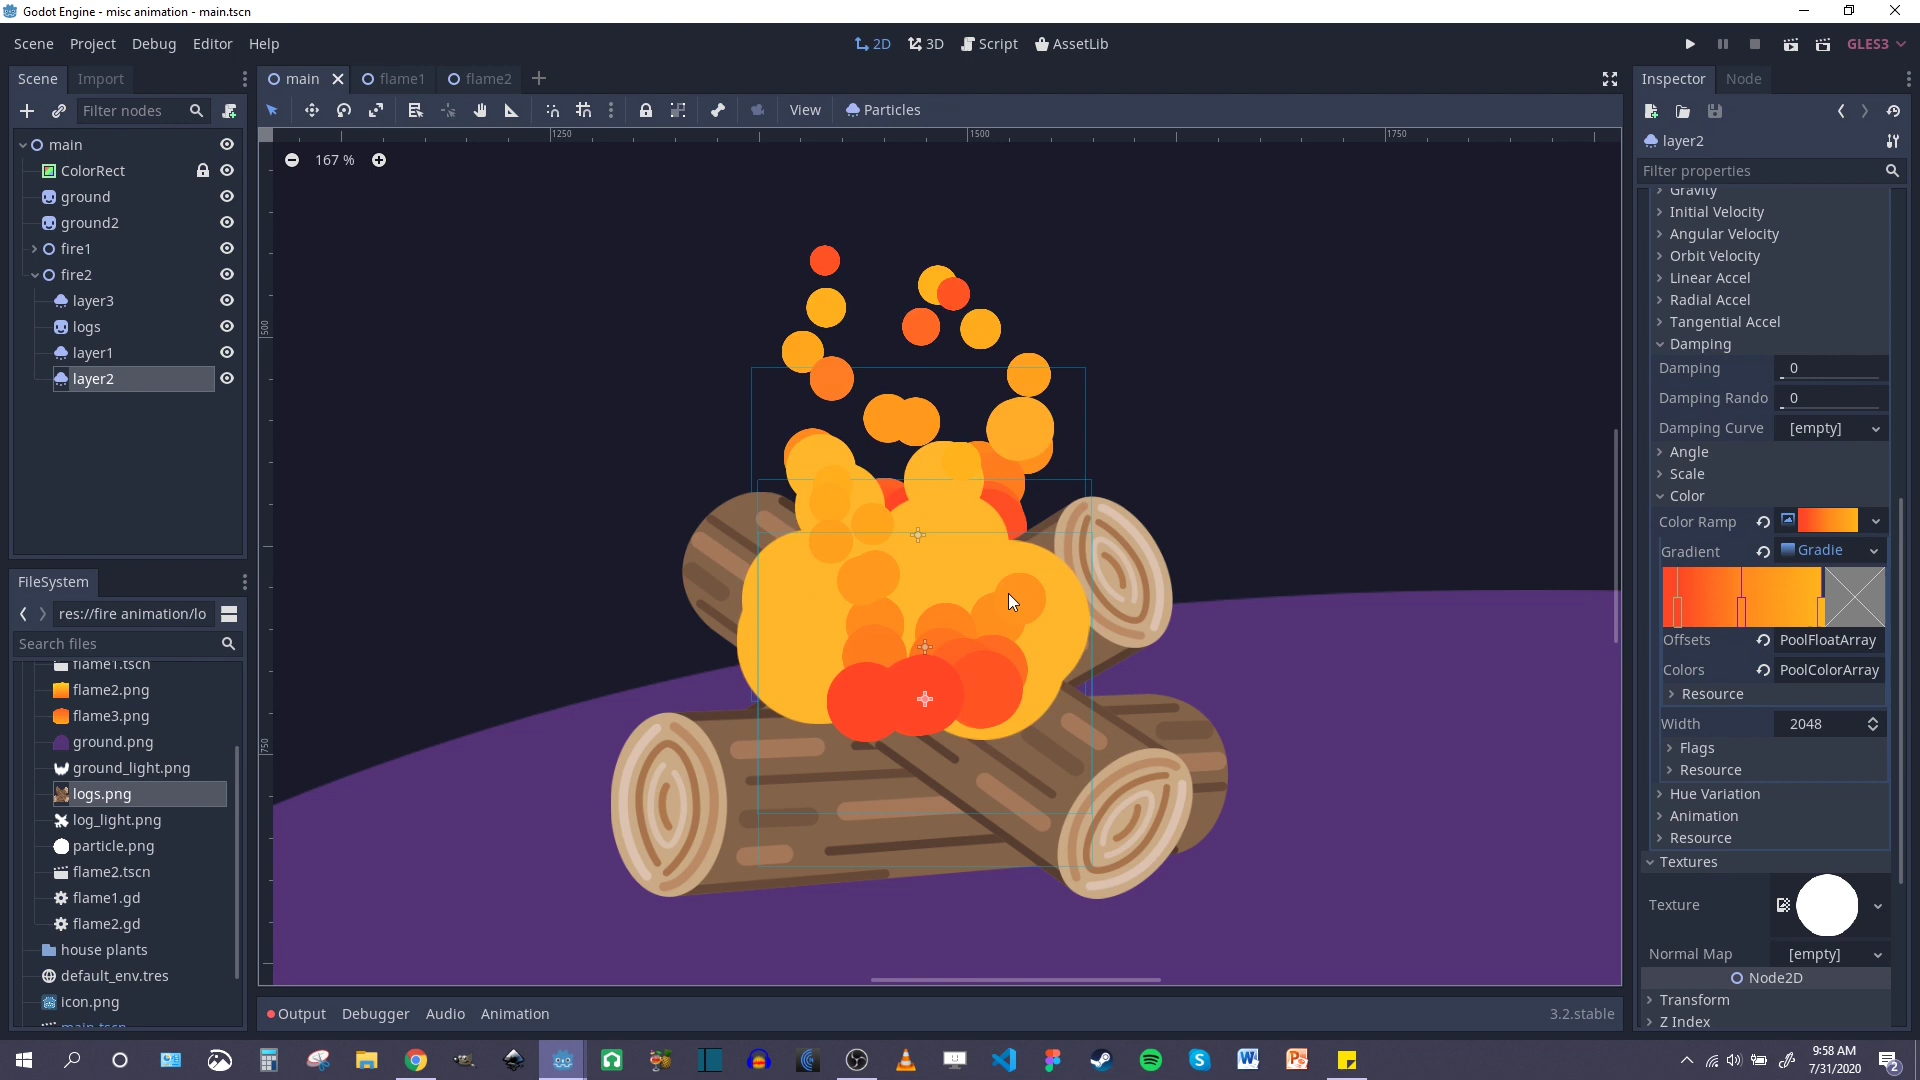 Godot Engine - misc animation - main.tscn
Scene Project Debug Editor Help
2D 3D Script AssetLib
GLES3
Scene Import
main flame1 flame2
Inspector Node
Filter nodes
View Particles
main
ColorRect
ground
ground2
fire1
fire2
layer3
logs
layer1
layer2
1250 1500 1750
167 %
500
750
FileSystem
res://fire animation/lo
Search files
flame1.tscn
flame2.png
flame3.png
ground.png
ground_light.png
logs.png
log_light.png
particle.png
flame2.tscn
flame1.gd
flame2.gd
house plants
default_env.tres
icon.png
main.tscn
Output Debugger Audio Animation
3.2.stable
layer2
Filter properties
Gravity
Initial Velocity
Angular Velocity
Orbit Velocity
Linear Accel
Radial Accel
Tangential Accel
Damping
Damping 0
Damping Rando 0
Damping Curve [empty]
Angle
Scale
Color
Color Ramp
Gradient Gradie
Offsets PoolFloatArray
Colors PoolColorArray
Resource
Width 2048
Flags
Resource
Hue Variation
Animation
Resource
Textures
Texture
Normal Map [empty]
Node2D
Transform
Z Index
9:58 AM
7/31/2020
2